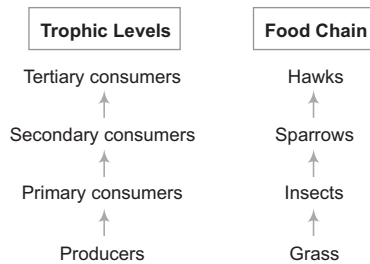 Trophic Levels
Food Chain
Tertiary consumers
Hawks
Secondary consumers
Sparrows
Primary consumers
Insects
Producers
Grass